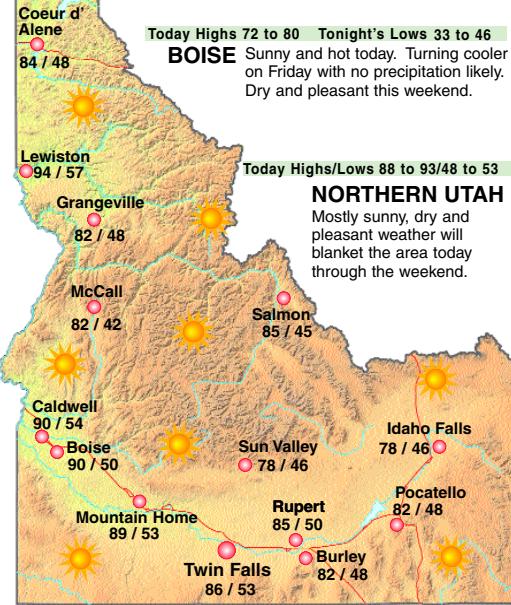 Coeur d'
Alene
84 / 48
Today Highs 72 to 80 Tonight's Lows 33 to 46
BOISE Sunny and hot today. Turning cooler
on Friday with no precipitation likely.
Dry and pleasant this weekend.
Lewiston
94 / 57
Today Highs/Lows 88 to 93/48 to 53
NORTHERN UTAH
Mostly sunny, dry and
pleasant weather will
blanket the area today
through the weekend.
Grangeville
82 / 48
McCall
82 / 42
Salmon
85 / 45
Caldwell
90 / 54
Boise
90 / 50
Sun Valley
78 / 46
Idaho Falls
78 / 46
Mountain Home
89 / 53
Rupert
85 / 50
Pocatello
82 / 48
Twin Falls
86 / 53
Burley
82 / 48